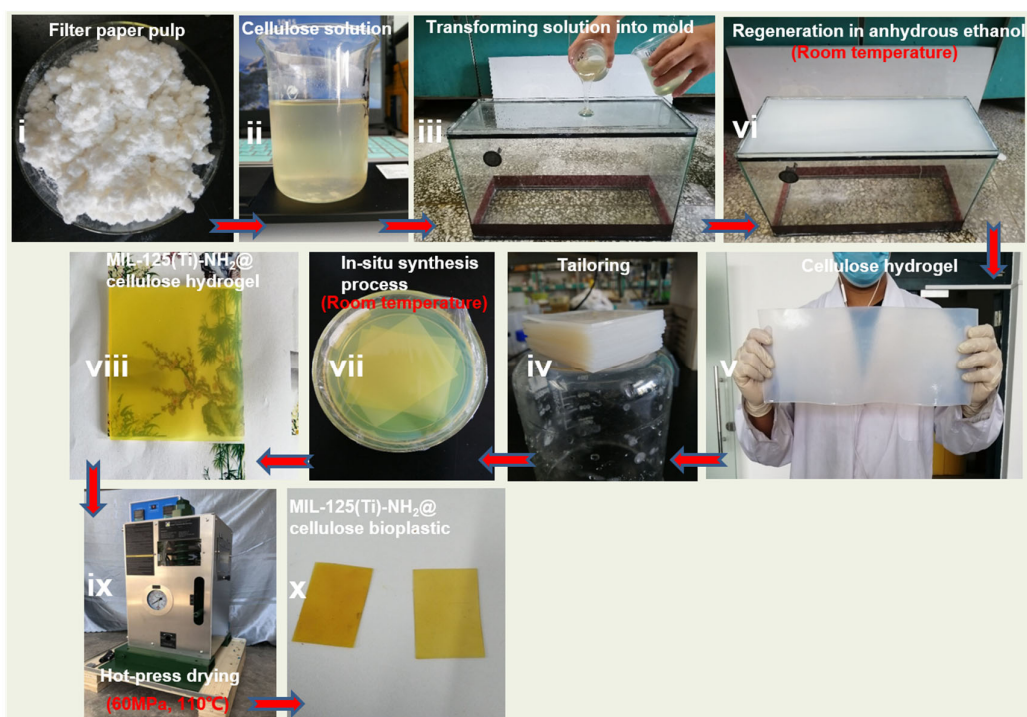 Filter paper pulp
i
Cellulose solution
ii
Transforming solution into mold
iii
Regeneration in anhydrous ethanol
(Room temperature)
vi
Cellulose hydrogel
v
Tailoring
iv
In-situ synthesis
process
(Room temperature)
vii
MIL-125(Ti)-NH₂@
cellulose hydrogel
viii
ix
Hot-press drying
(60MPa, 110℃)
MIL-125(Ti)-NH₂@
cellulose bioplastic
x